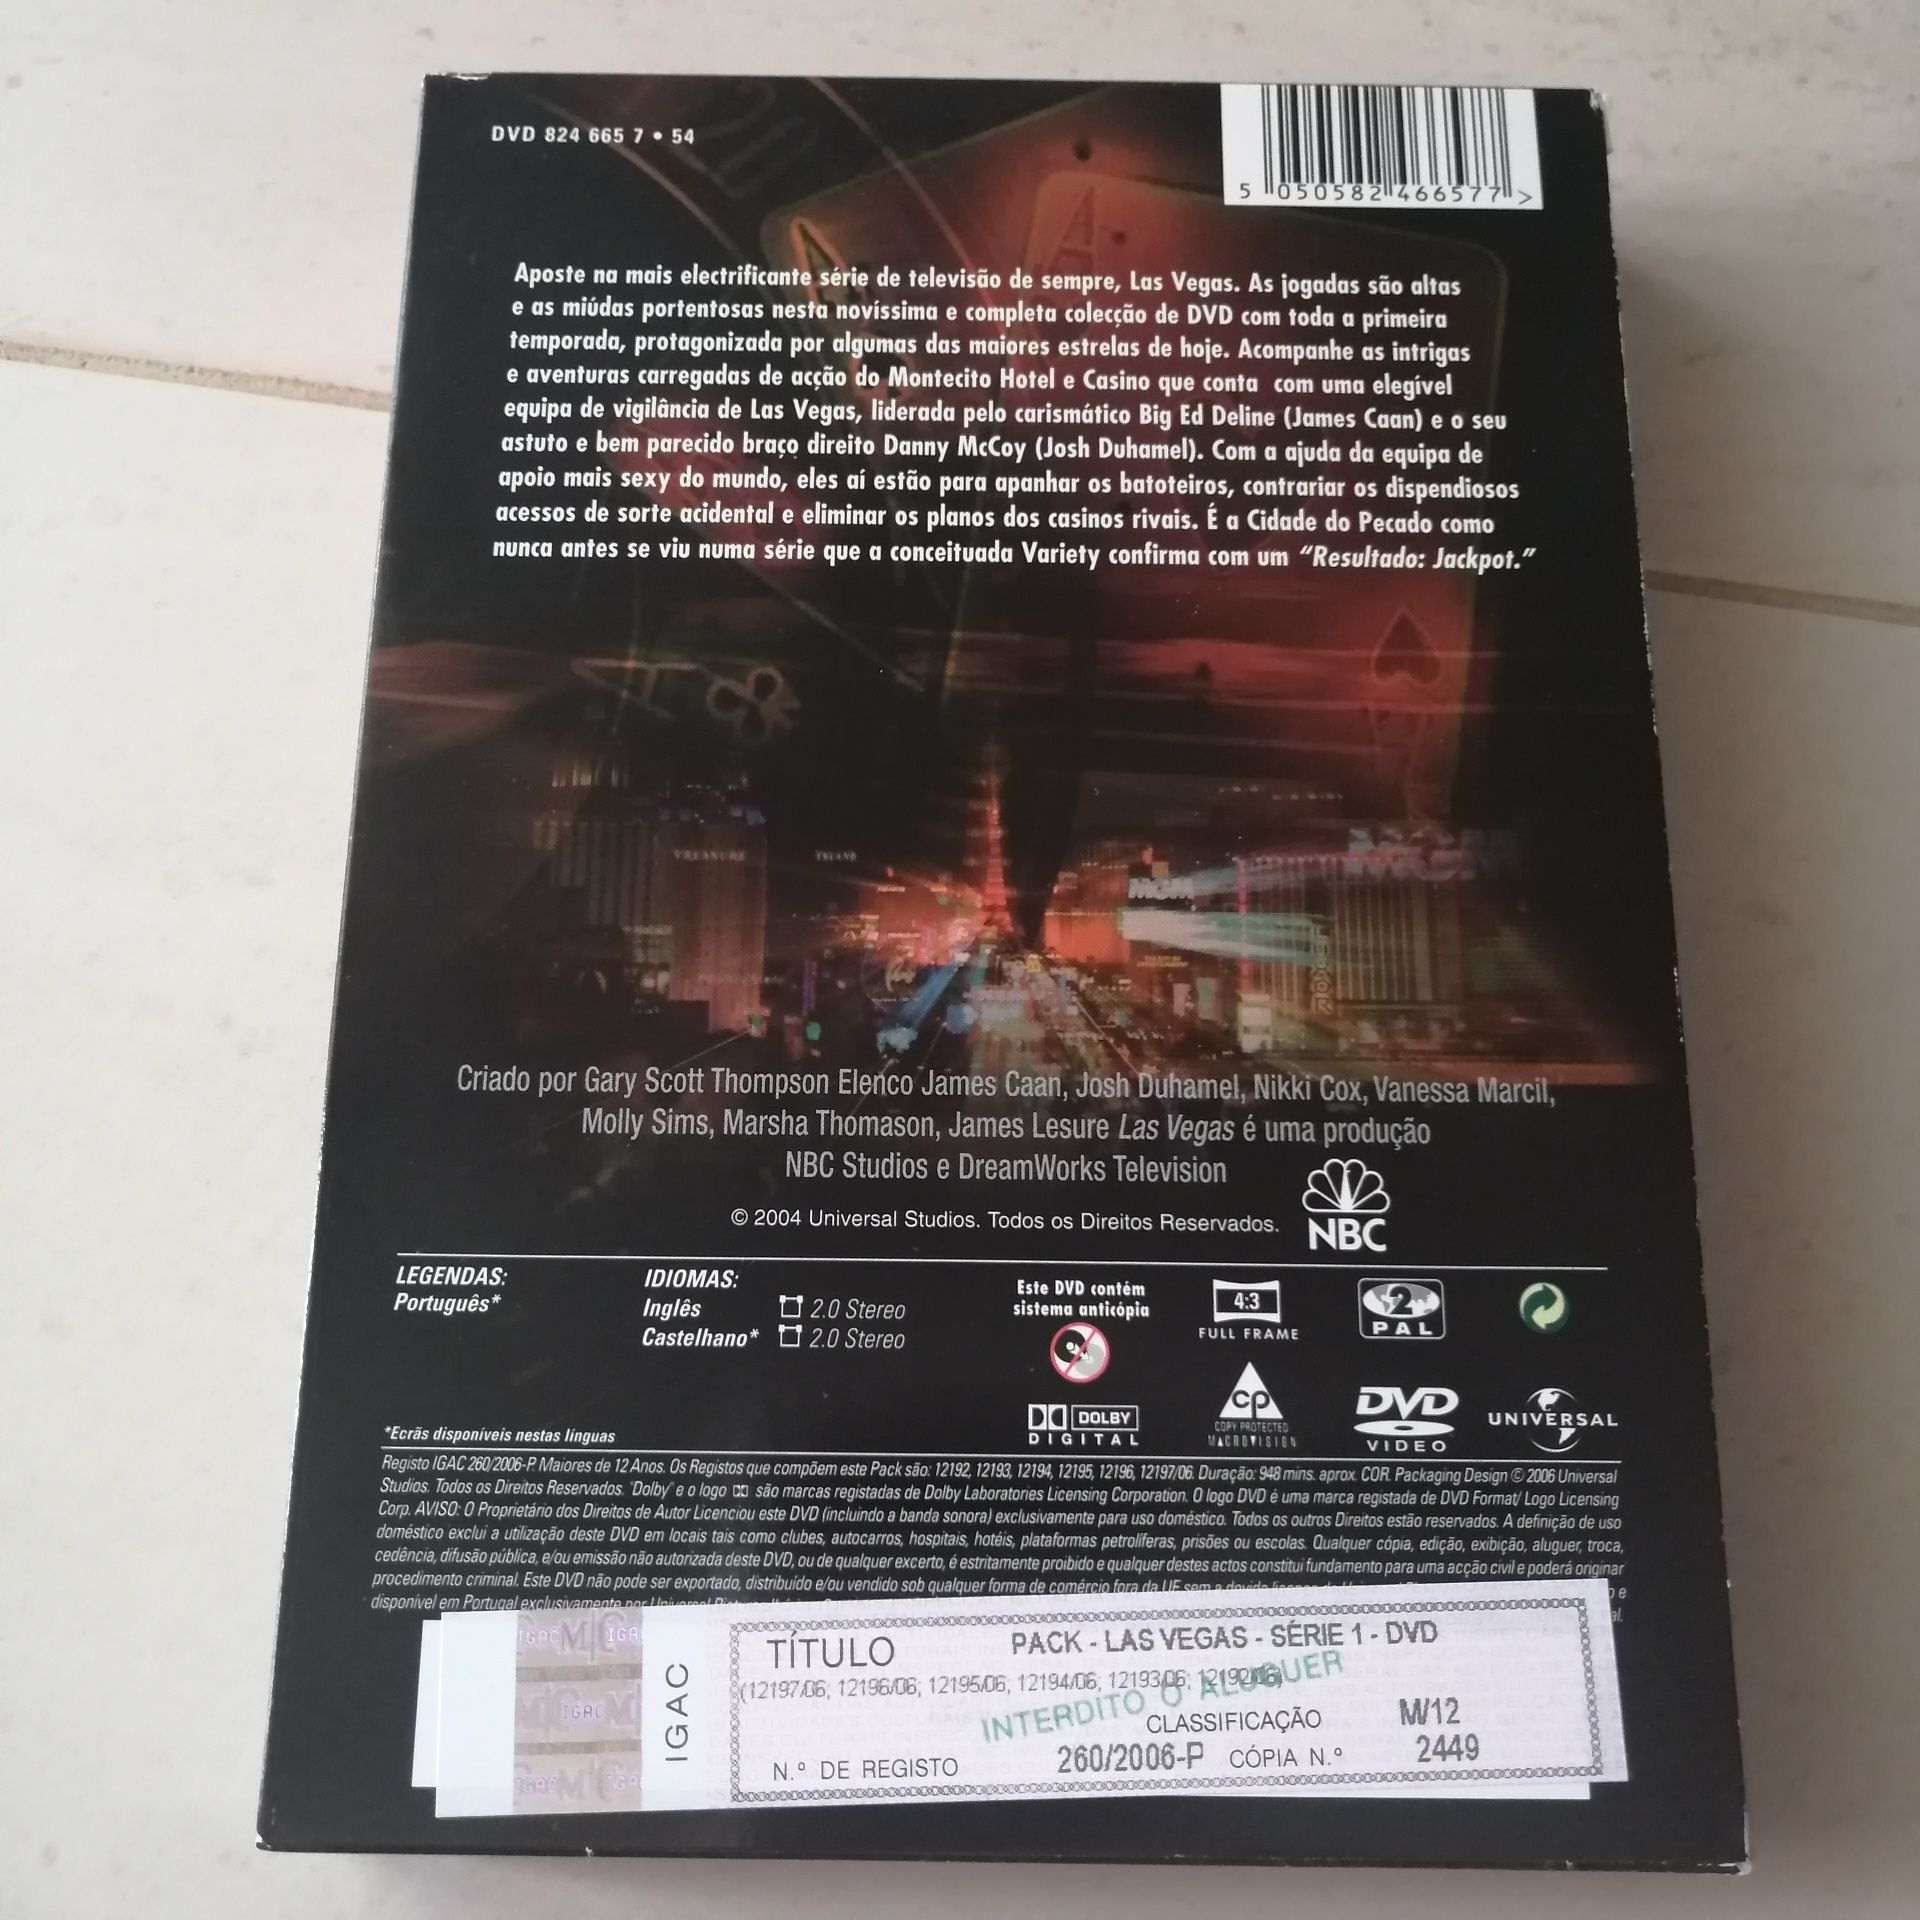 DVD 824 665 7 • 54
5 050582 466577 >
Aposte na mais electrificante série de televisão de sempre, Las Vegas. As jogadas são altas
e as miúdas portentosas nesta novíssima e completa colecção de DVD com toda a primeira
temporada, protagonizada por algumas das maiores estrelas de hoje. Acompanhe as intrigas
e aventuras carregadas de acção do Montecito Hotel e Casino que conta com uma elegível
equipa de vigilância de Las Vegas, liderada pelo carismático Big Ed Deline (James Caan) e o seu
astuto e bem parecido braço direito Danny McCoy (Josh Duhamel). Com a ajuda da equipa de
apoio mais sexy do mundo, eles aí estão para apanhar os batoteiros, contrariar os dispendiosos
acessos de sorte acidental e eliminar os planos dos casinos rivais. É a Cidade do Pecado como
nunca antes se viu numa série que a conceituada Variety confirma com um “Resultado: Jackpot.”
TREASURE ISLAND
MGM
MGM
Criado por Gary Scott Thompson Elenco James Caan, Josh Duhamel, Nikki Cox, Vanessa Marcil,
Molly Sims, Marsha Thomason, James Lesure Las Vegas é uma produção
NBC Studios e DreamWorks Television
© 2004 Universal Studios. Todos os Direitos Reservados.
NBC
LEGENDAS:
Português*
IDIOMAS:
Inglês 2.0 Stereo
Castelhano* 2.0 Stereo
Este DVD contém
sistema anticópia
4:3
FULL FRAME
2
PAL
DOLBY
DIGITAL
CP
COPY PROTECTED
MACROVISION
DVD
VIDEO
UNIVERSAL
*Ecrãs disponíveis nestas línguas
Registo IGAC 260/2006-P Maiores de 12 Anos. Os Registos que compõem este Pack são: 12192, 12193, 12194, 12195, 12196, 12197/06. Duração: 948 mins. aprox. COR. Packaging Design © 2006 Universal
Studios. Todos os Direitos Reservados. "Dolby" e o logo são marcas registadas de Dolby Laboratories Licensing Corporation. O logo DVD é uma marca registada de DVD Format/ Logo Licensing
Corp. AVISO: O Proprietário dos Direitos de Autor Licenciou este DVD (incluindo a banda sonora) exclusivamente para uso doméstico. Todos os outros Direitos estão reservados. A definição de uso
doméstico exclui a utilização deste DVD em locais tais como clubes, autocarros, hospitais, hotéis, plataformas petrolíferas, prisões ou escolas. Qualquer cópia, edição, exibição, aluguer, troca,
cedência, difusão pública, e/ou emissão não autorizada deste DVD, ou de qualquer excerto, é estritamente proibido e qualquer destes actos constitui fundamento para uma acção civil e poderá originar
procedimento criminal. Este DVD não pode ser exportado, distribuído e/ou vendido sob qualquer forma de comércio fora da UE sem a devida
disponível em Portugal exclusivamente por
IGAC
TÍTULO PACK - LAS VEGAS - SÉRIE 1 - DVD
(12197/06; 12196/06; 12195/06; 12194/06; 12193/06; 12192/06)
INTERDITO O ALUGUER
CLASSIFICAÇÃO M/12
N.º DE REGISTO 260/2006-P CÓPIA N.º 2449